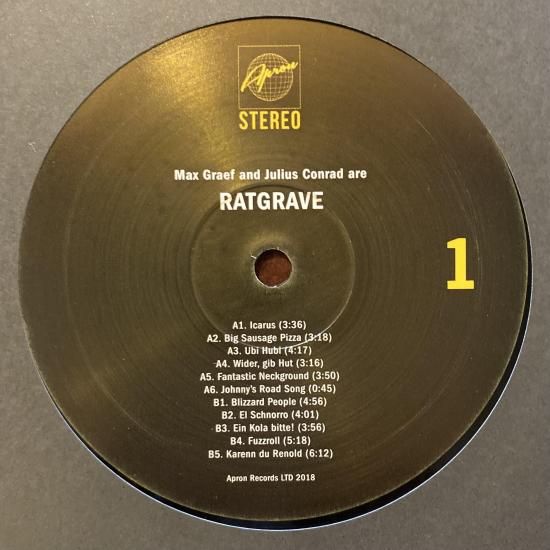 Apron
STEREO
Max Graef and Julius Conrad are
RATGRAVE
1
A1. Icarus (3:36)
A2. Big Sausage Pizza (3:18)
A3. Ubi Hubi (4:17)
A4. Wider, gib Hut (3:16)
A5. Fantastic Neckground (3:50)
A6. Johnny's Road Song (0:45)
B1. Blizzard People (4:56)
B2. El Schnorro (4:01)
B3. Ein Kola bitte! (3:56)
B4. Fuzzroll (5:18)
B5. Karenn du Renold (6:12)
Apron Records LTD 2018